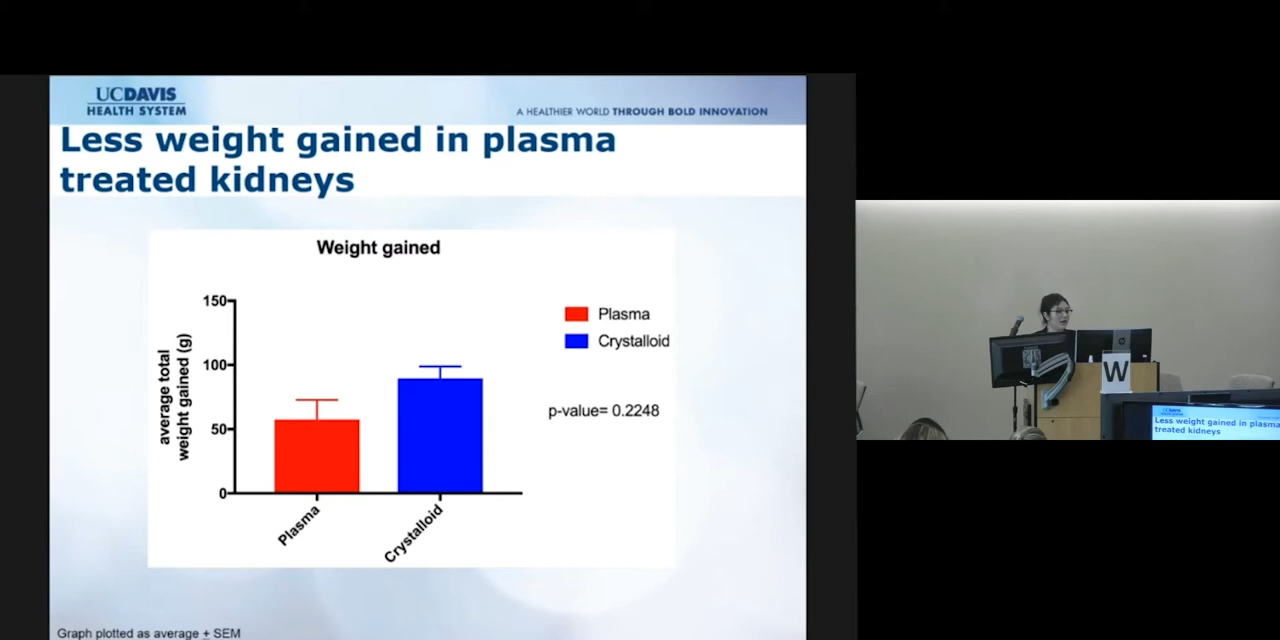 UCDAVIS
HEALTH SYSTEM
A HEALTHIER WORLD THROUGH BOLD INNOVATION
Less weight gained in plasma
treated kidneys
Weight gained
150
100
50
0
average total
weight gained (g)
Plasma
Crystalloid
Plasma
Crystalloid
p-value= 0.2248
Graph plotted as average + SEM
W
Less weight gained in plasma
treated kidneys